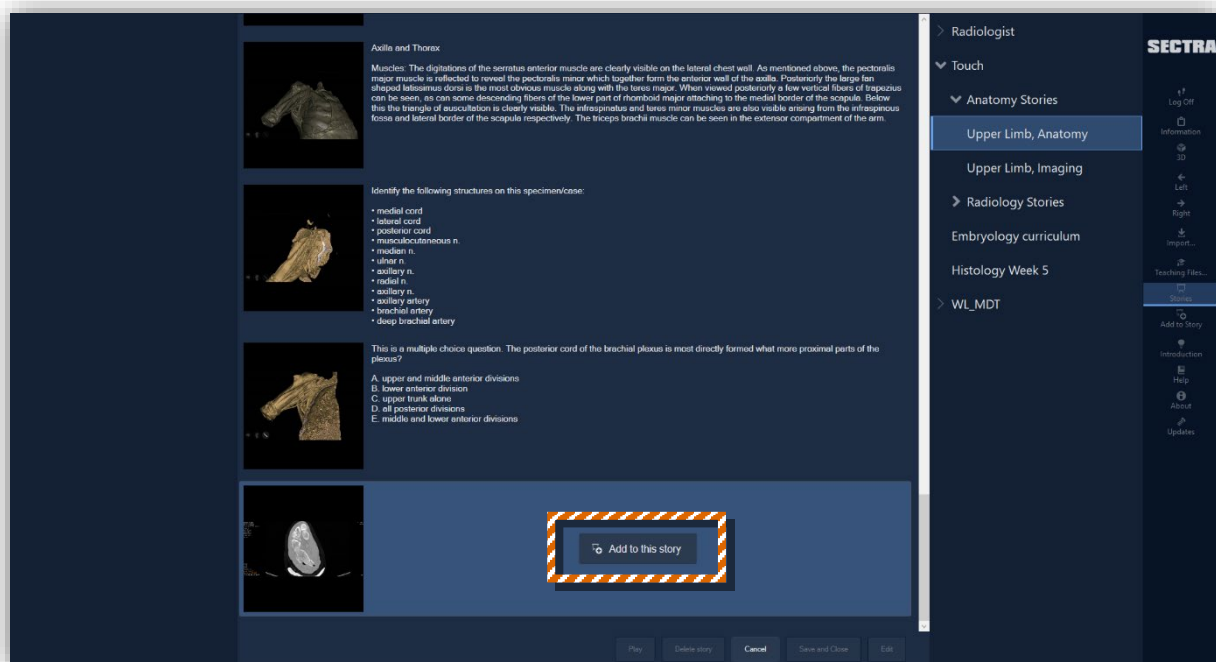 Axilla and Thorax
Muscles: The digitations of the serratus anterior muscle are clearly visible on the lateral chest wall. As mentioned above, the pectoralis
major muscle is reflected to reveal the pectoralis minor which together form the anterior wall of the axilla. Posteriorly the large fan
shaped latissimus dorsi is the most obvious muscle along with the teres major. When viewed posteriorly a few vertical fibers of trapezius
can be seen, as can some descending fibers of the lower part of rhomboid major attaching to the medial border of the scapula. Below
this the triangle of auscultation is clearly visible. The infraspinatus and teres minor muscles are also visible arising from the infraspinous
fossa and lateral border of the scapula respectively. The triceps brachii muscle can be seen in the extensor compartment of the arm.
Identify the following structures on this specimen/case:
• medial cord
• lateral cord
• posterior cord
• musculocutaneous n.
• median n.
• ulnar n.
• axillary n.
• radial n.
• axillary n.
• axillary artery
• brachial artery
• deep brachial artery
This is a multiple choice question. The posterior cord of the brachial plexus is most directly formed what more proximal parts of the
plexus?
A. upper and middle anterior divisions
B. lower anterior division
C. upper trunk alone
D. all posterior divisions
E. middle and lower anterior divisions
Add to this story
Play
Delete story
Cancel
Save and Close
Edit
Radiologist
Touch
Anatomy Stories
Upper Limb, Anatomy
Upper Limb, Imaging
Radiology Stories
Embryology curriculum
Histology Week 5
WL_MDT
SECTRA
Log Off
Information
3D
Left
Right
Import...
Teaching Files...
Stories
Add to Story
Introduction
Help
About
Updates